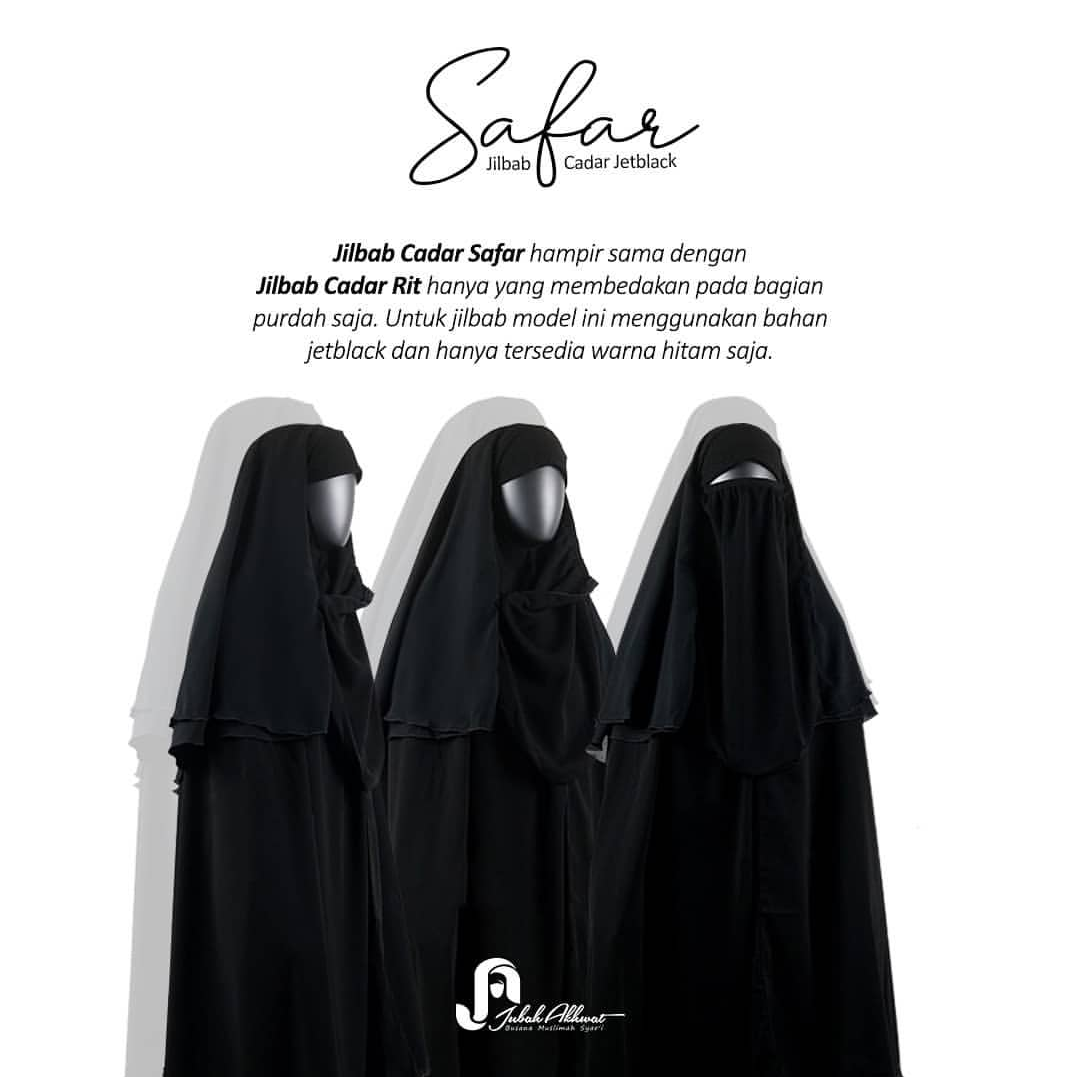 Safar
Jilbab Cadar Jetblack
Jilbab Cadar Safar hampir sama dengan
Jilbab Cadar Rit hanya yang membedakan pada bagian
purdah saja. Untuk jilbab model ini menggunakan bahan
jetblack dan hanya tersedia warna hitam saja.
Jubah Akhwat
Busana Muslimah Syar'i